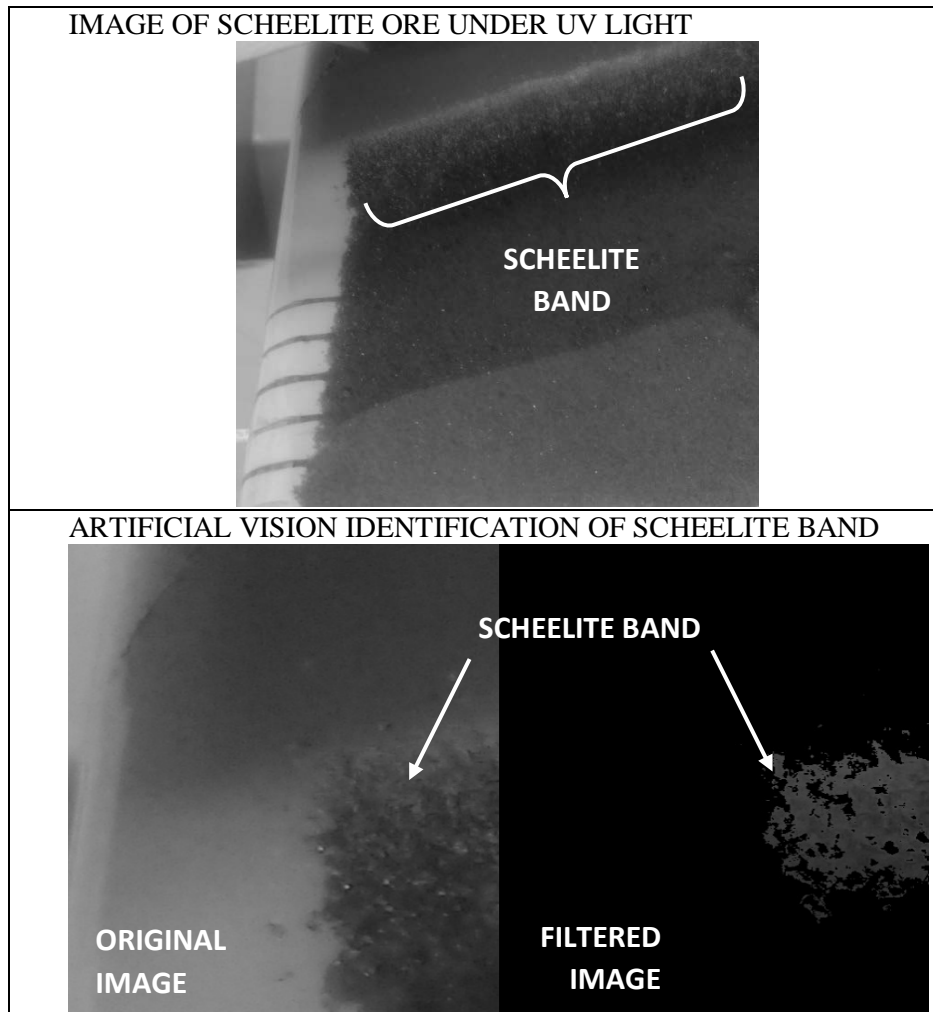 IMAGE OF SCHEELITE ORE UNDER UV LIGHT
SCHEELITE
BAND
ARTIFICIAL VISION IDENTIFICATION OF SCHEELITE BAND
SCHEELITE BAND
ORIGINAL
IMAGE
FILTERED
IMAGE